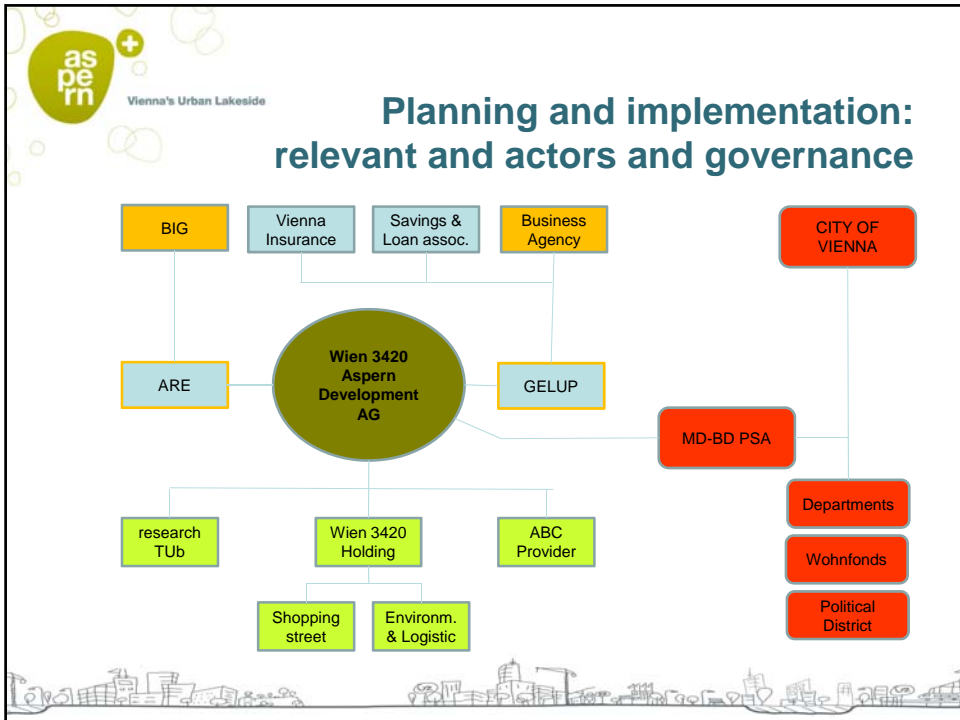 as
pe
rn
+
Vienna's Urban Lakeside
Planning and implementation:
relevant and actors and governance
BIG
Vienna
Insurance
Savings &
Loan assoc.
Business
Agency
CITY OF
VIENNA
Wien 3420
Aspern
Development
AG
ARE
GELUP
MD-BD PSA
Departments
research
TUb
Wien 3420
Holding
ABC
Provider
Wohnfonds
Shopping
street
Environm.
& Logistic
Political
District